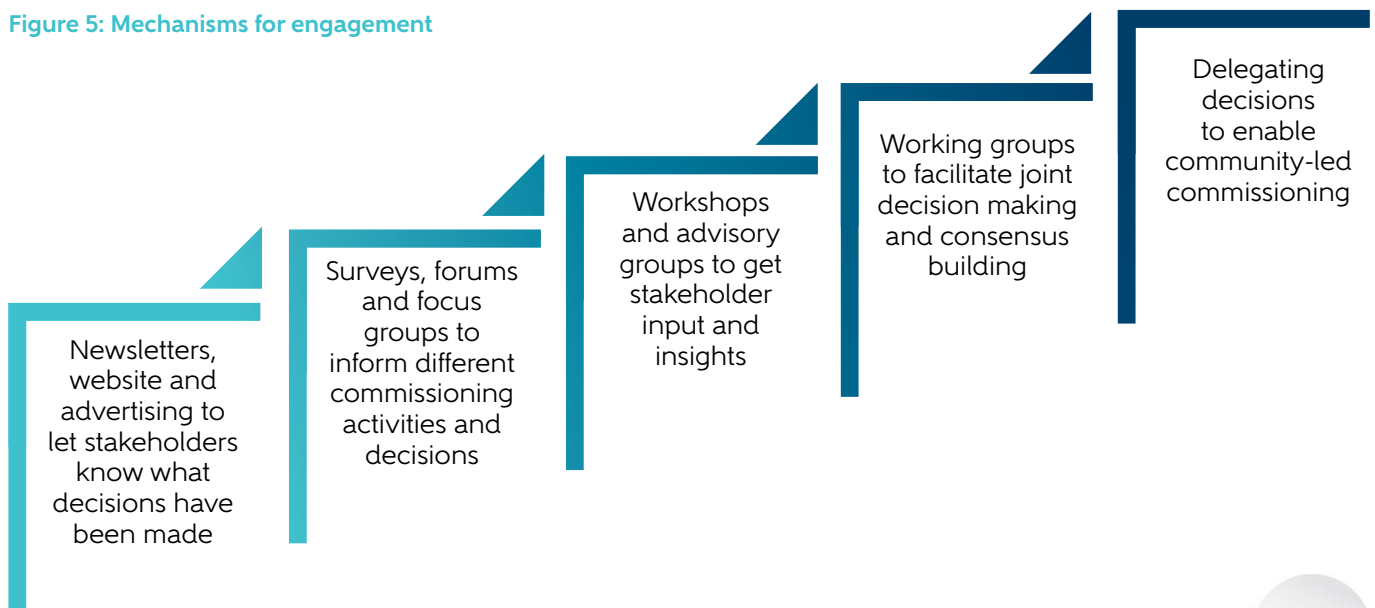 Figure 5: Mechanisms for engagement
Newsletters,
website and
advertising to
let stakeholders
know what
decisions have
been made
Surveys, forums
and focus
groups to
inform different
commissioning
activities and
decisions
Workshops
and advisory
groups to get
stakeholder
input and
insights
Working groups
to facilitate joint
decision making
and consensus
building
Delegating
decisions
to enable
community-led
commissioning